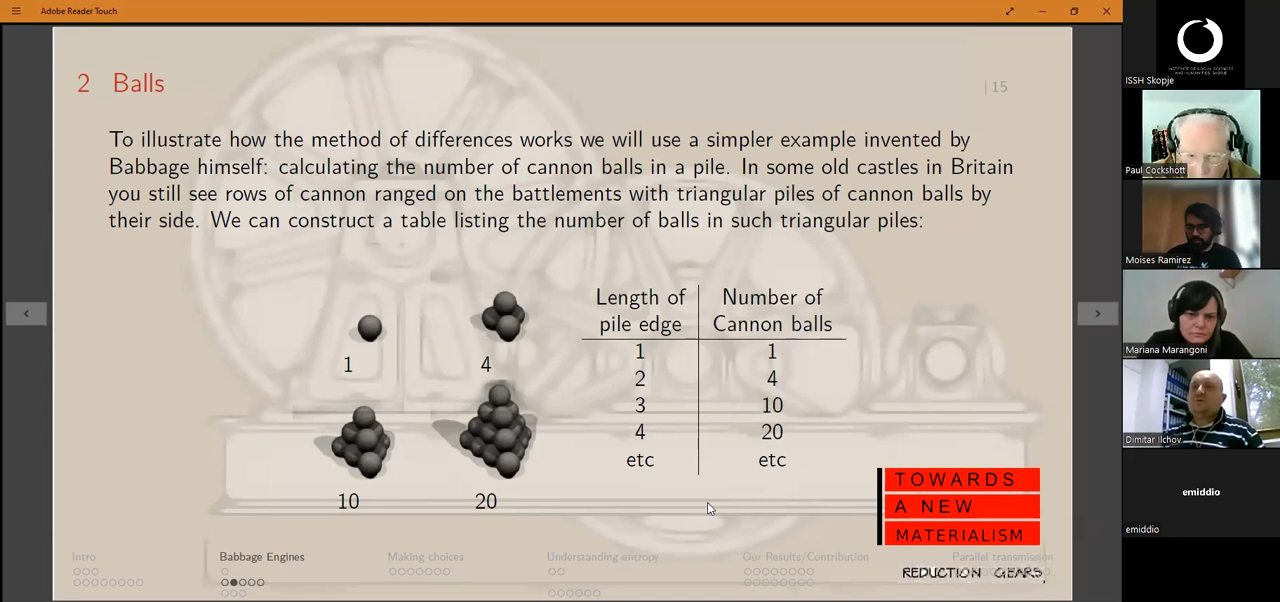 Adobe Reader Touch
2 Balls
15
To illustrate how the method of differences works we will use a simpler example invented by
Babbage himself: calculating the number of cannon balls in a pile. In some old castles in Britain
you still see rows of cannon ranged on the battlements with triangular piles of cannon balls by
their side. We can construct a table listing the number of balls in such triangular piles:
1
4
10
20
Length of pile edge | Number of Cannon balls
1 1
2 4
3 10
4 20
etc etc
TOWARDS
A NEW
MATERIALISM
Intro Babbage Engines Making choices Understanding entropy Our Results/Contribution Parallel transmission
REDUCTION GEARS
ISSH Skopje
Paul Cockshott
Moises Ramirez
Mariana Marangoni
Dimitar Ilchov
emiddio
emiddio